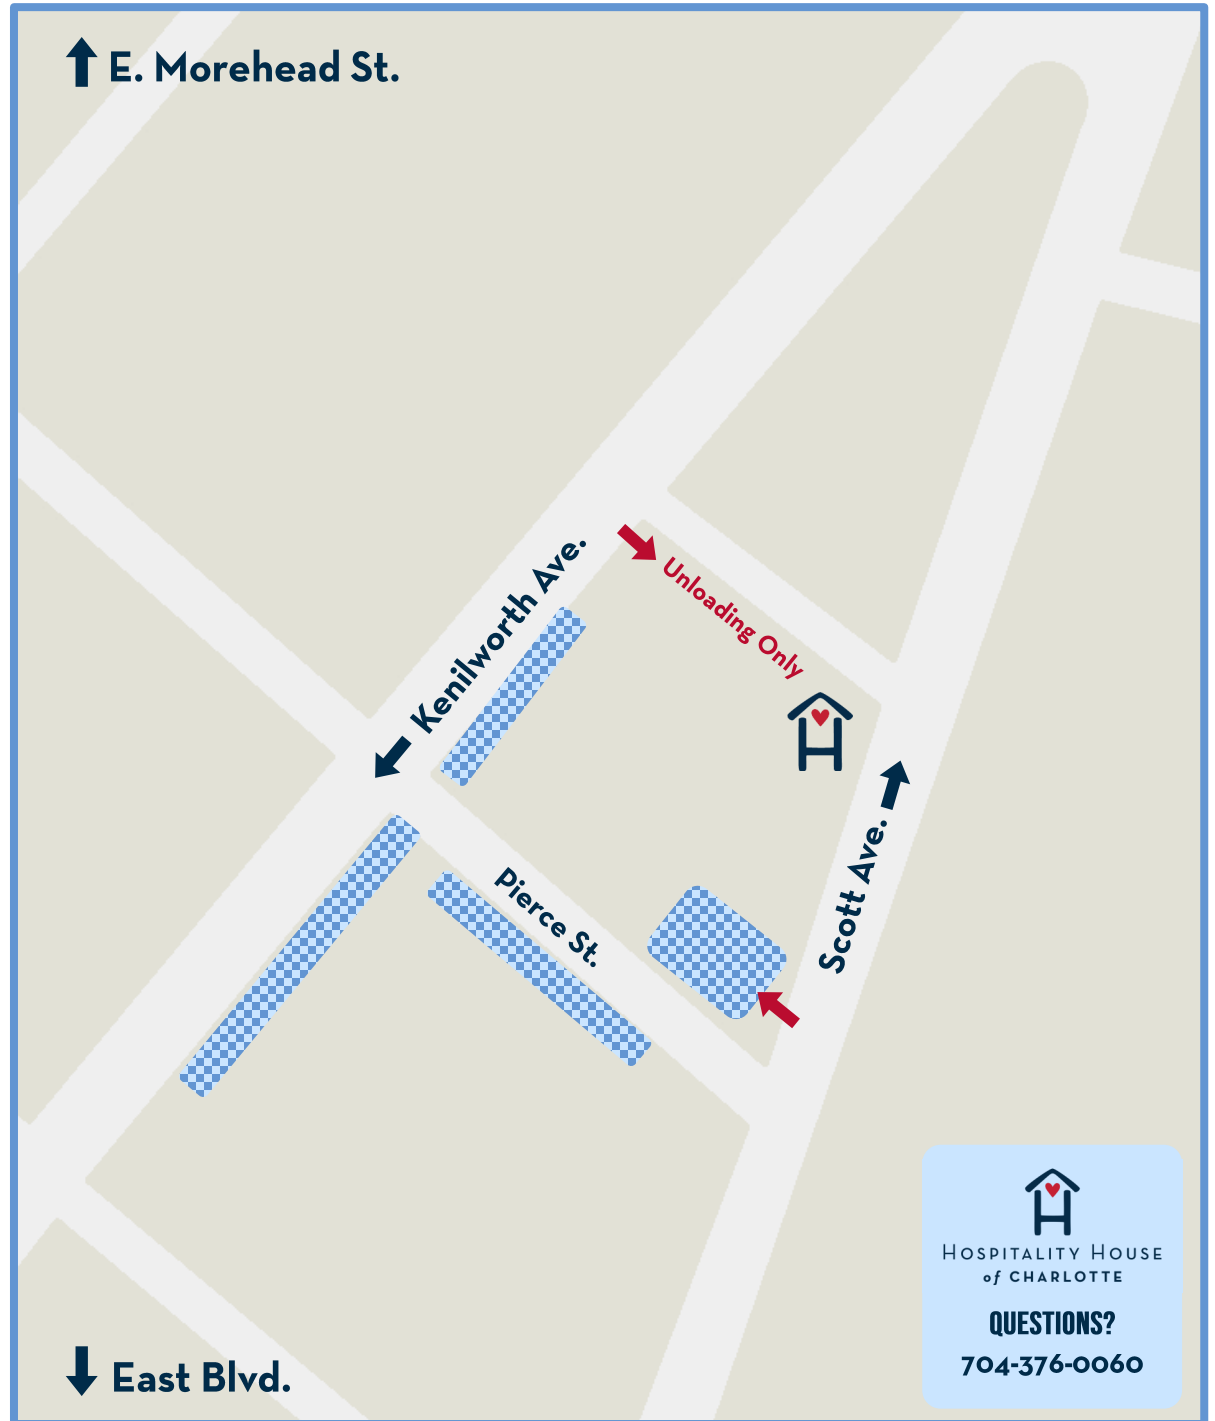 E. Morehead St.
Kenilworth Ave.
Unloading Only
Pierce St.
Scott Ave.
HOSPITALITY HOUSE
of CHARLOTTE
QUESTIONS?
704-376-0060
East Blvd.